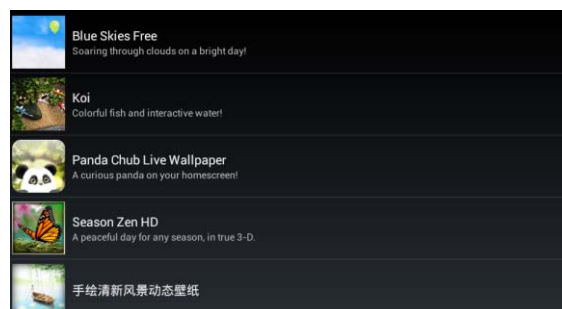 Blue Skies Free
Soaring through clouds on a bright day!
Koi
Colorful fish and interactive water!
Panda Chub Live Wallpaper
A curious panda on your homescreen!
Season Zen HD
A peaceful day for any season, in true 3-D.
手绘清新风景动态壁纸